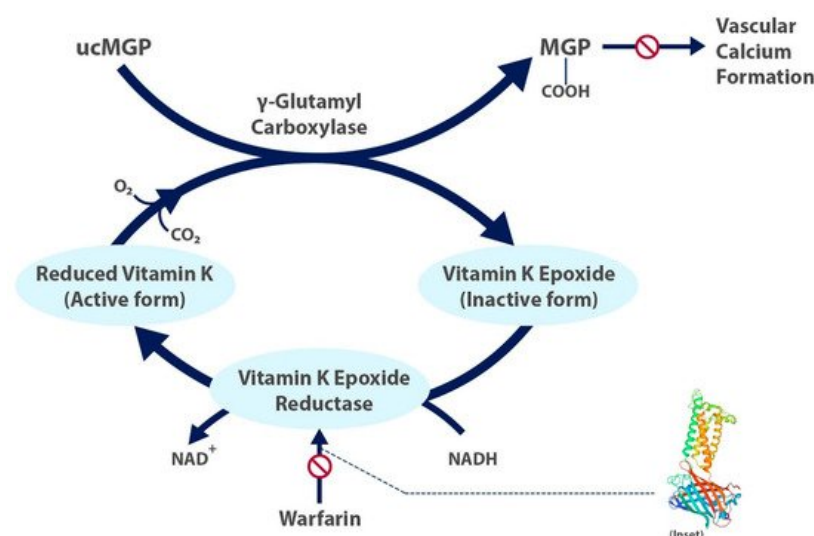 ucMGP
MGP
COOH
Vascular
Calcium
Formation
γ-Glutamyl
Carboxylase
O₂
CO₂
Reduced Vitamin K
(Active form)
Vitamin K Epoxide
(Inactive form)
Vitamin K Epoxide
Reductase
NAD⁺
NADH
Warfarin
(Inset)